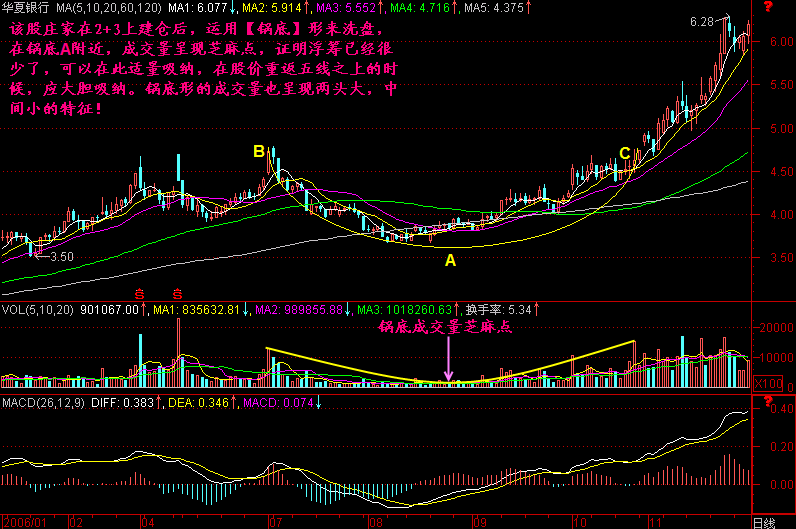 华夏银行 MA(5,10,20,60,120) MA1: 6.077↓, MA2: 5.914↑, MA3: 5.552↑, MA4: 4.716↑, MA5: 4.375↑
该股庄家在2+3上建仓后，运用【锅底】形来洗盘，
在锅底A附近，成交量呈现芝麻点，证明浮筹已经很
少了，可以在此适量吸纳，在股价重返五线之上的时
候，应大胆吸纳。锅底形的成交量也呈现两头大，中
间小的特征！
6.28
?
6.00
5.50
5.00
4.50
4.00
3.50
B
C
A
3.50
S
S
VOL(5,10,20) 901067.00↑, MA1: 835632.81↓, MA2: 989855.88↓, MA3: 1018260.63↑, 换手率: 5.34↑
锅底成交量芝麻点
20000
10000
X100
0
MACD(26,12,9) DIFF: 0.383↑, DEA: 0.346↑, MACD: 0.074↓
?
0.40
0.20
0.00
2006/01
02
04
07
08
09
10
11
日线